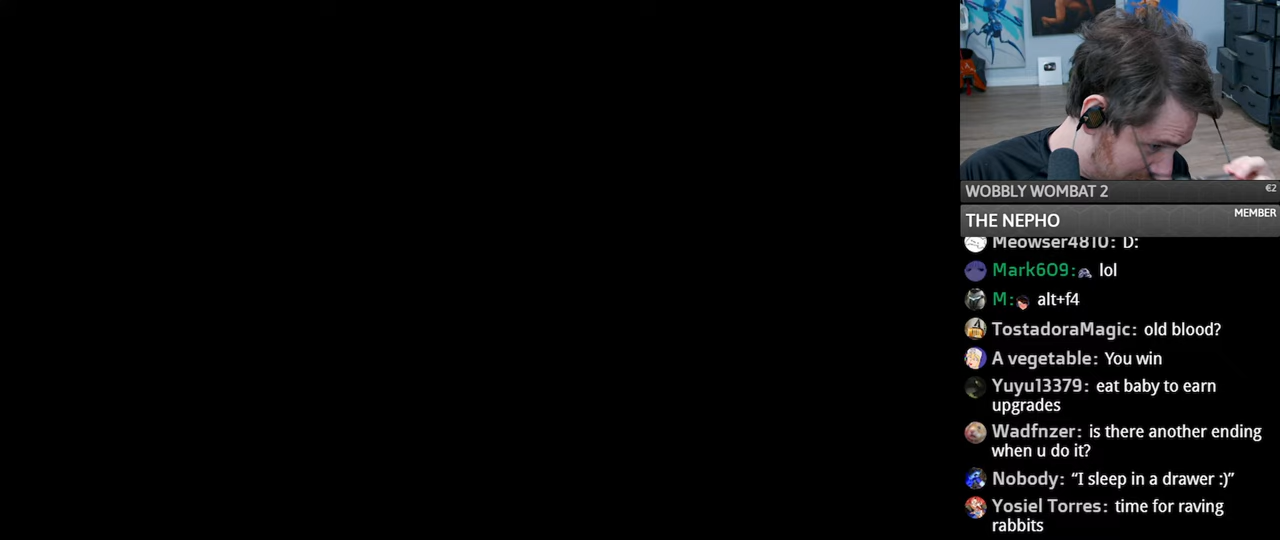 WOBBLY WOMBAT 2 €2
THE NEPHO MEMBER
Meowser4810: D:
Mark609: lol
M: alt+f4
TostadoraMagic: old blood?
A vegetable: You win
Yuyu13379: eat baby to earn
upgrades
Wadfnzer: is there another ending
when u do it?
Nobody: “I sleep in a drawer :)”
Yosiel Torres: time for raving
rabbits